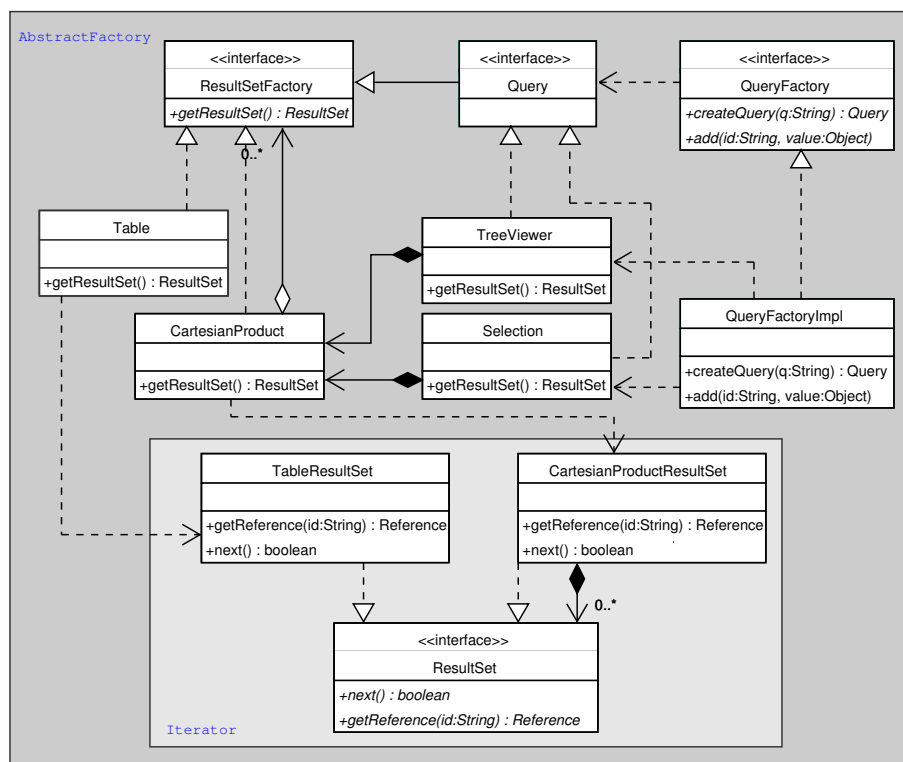 AbstractFactory
<<interface>>
ResultSetFactory
+getResultSet() : ResultSet
<<interface>>
Query
<<interface>>
QueryFactory
+createQuery(q:String) : Query
+add(id:String, value:Object)
0..*
Table
+getResultSet() : ResultSet
TreeViewer
+getResultSet() : ResultSet
CartesianProduct
+getResultSet() : ResultSet
Selection
+getResultSet() : ResultSet
QueryFactoryImpl
+createQuery(q:String) : Query
+add(id:String, value:Object)
TableResultSet
+getReference(id:String) : Reference
+next() : boolean
CartesianProductResultSet
+getReference(id:String) : Reference
+next() : boolean
0..*
<<interface>>
ResultSet
+next() : boolean
+getReference(id:String) : Reference
Iterator